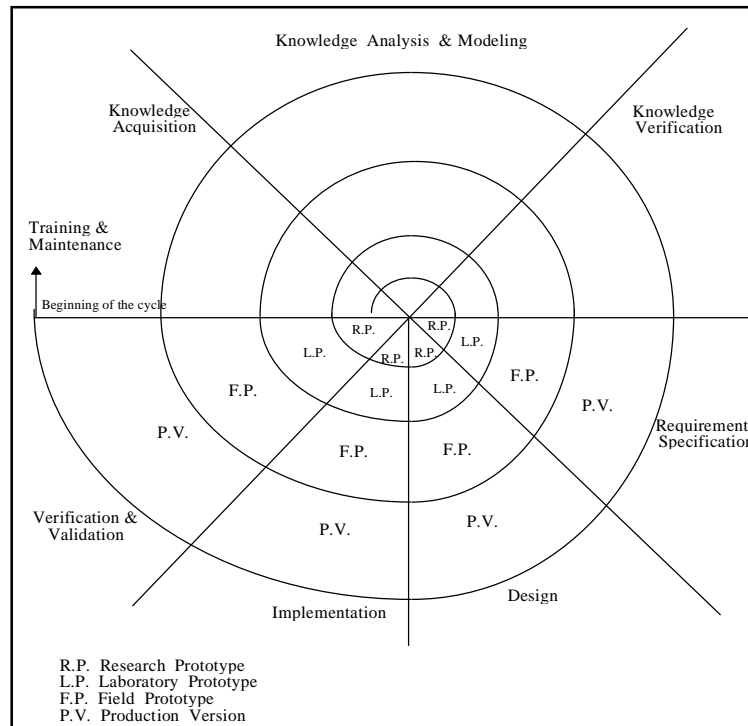 Knowledge Analysis & Modeling
Knowledge
Acquisition
Knowledge
Verification
Training &
Maintenance
Beginning of the cycle
R.P.
R.P.
R.P.
R.P.
L.P.
L.P.
L.P.
L.P.
F.P.
F.P.
F.P.
F.P.
P.V.
P.V.
P.V.
P.V.
Requirement
Specification
Verification &
Validation
Design
Implementation
R.P. Research Prototype
L.P. Laboratory Prototype
F.P. Field Prototype
P.V. Production Version